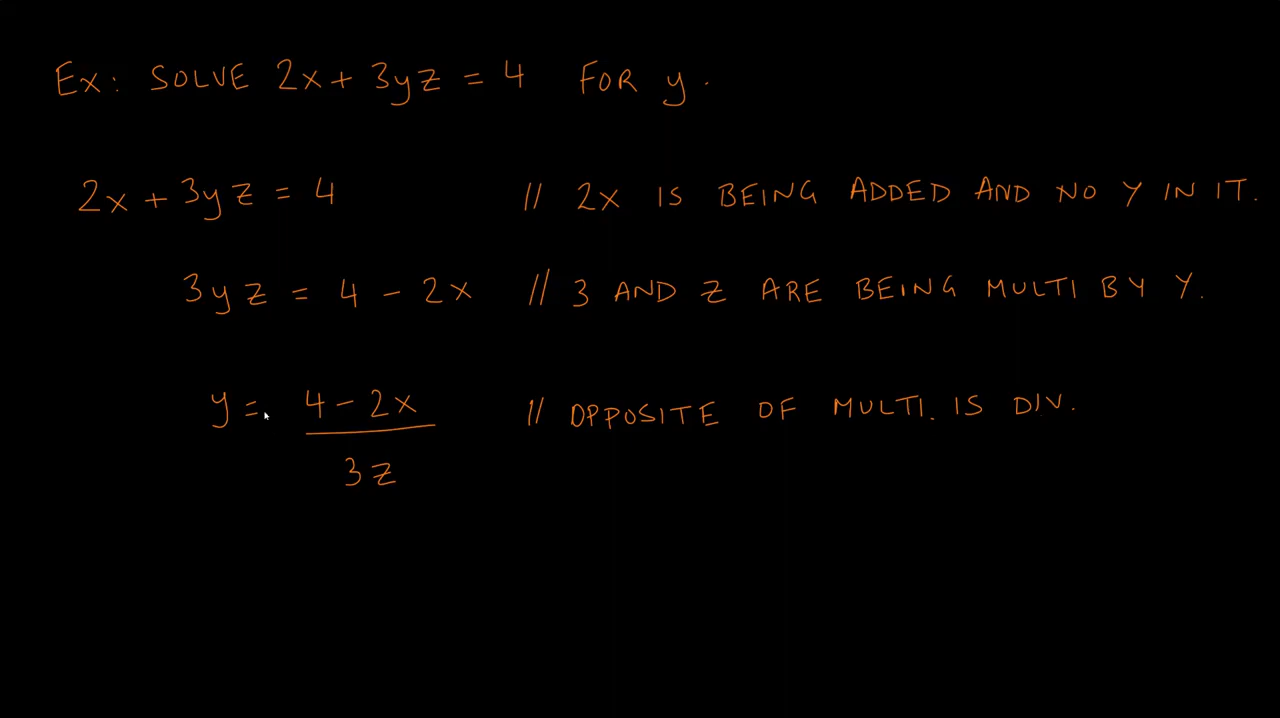 Ex: SOLVE 2x + 3yz = 4 FOR y.
2x + 3yz = 4 // 2x IS BEING ADDED AND NO Y IN IT.
3yz = 4 - 2x // 3 AND Z ARE BEING MULTI BY Y.
y = 4 - 2x // OPPOSITE OF MULTI. IS DIV.
3z